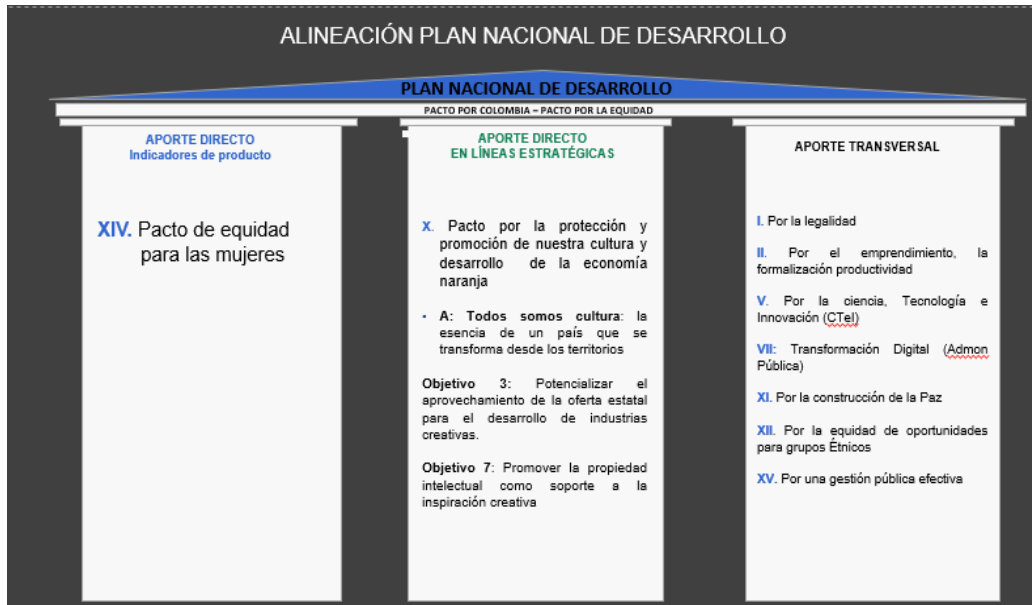 ALINEACIÓN PLAN NACIONAL DE DESARROLLO
PLAN NACIONAL DE DESARROLLO
PACTO POR COLOMBIA – PACTO POR LA EQUIDAD
APORTE DIRECTO
Indicadores de producto
XIV. Pacto de equidad
para las mujeres
APORTE DIRECTO
EN LÍNEAS ESTRATÉGICAS
X. Pacto por la protección y
promoción de nuestra cultura y
desarrollo de la economía
naranja
• A: Todos somos cultura: la
esencia de un país que se
transforma desde los territorios
Objetivo 3: Potencializar el
aprovechamiento de la oferta estatal
para el desarrollo de industrias
creativas.
Objetivo 7: Promover la propiedad
intelectual como soporte a la
inspiración creativa
APORTE TRANSVERSAL
I. Por la legalidad
II. Por el emprendimiento, la
formalización productividad
V. Por la ciencia, Tecnología e
Innovación (CTeI)
VII: Transformación Digital (Admon
Pública)
XI. Por la construcción de la Paz
XII. Por la equidad de oportunidades
para grupos Étnicos
XV. Por una gestión pública efectiva